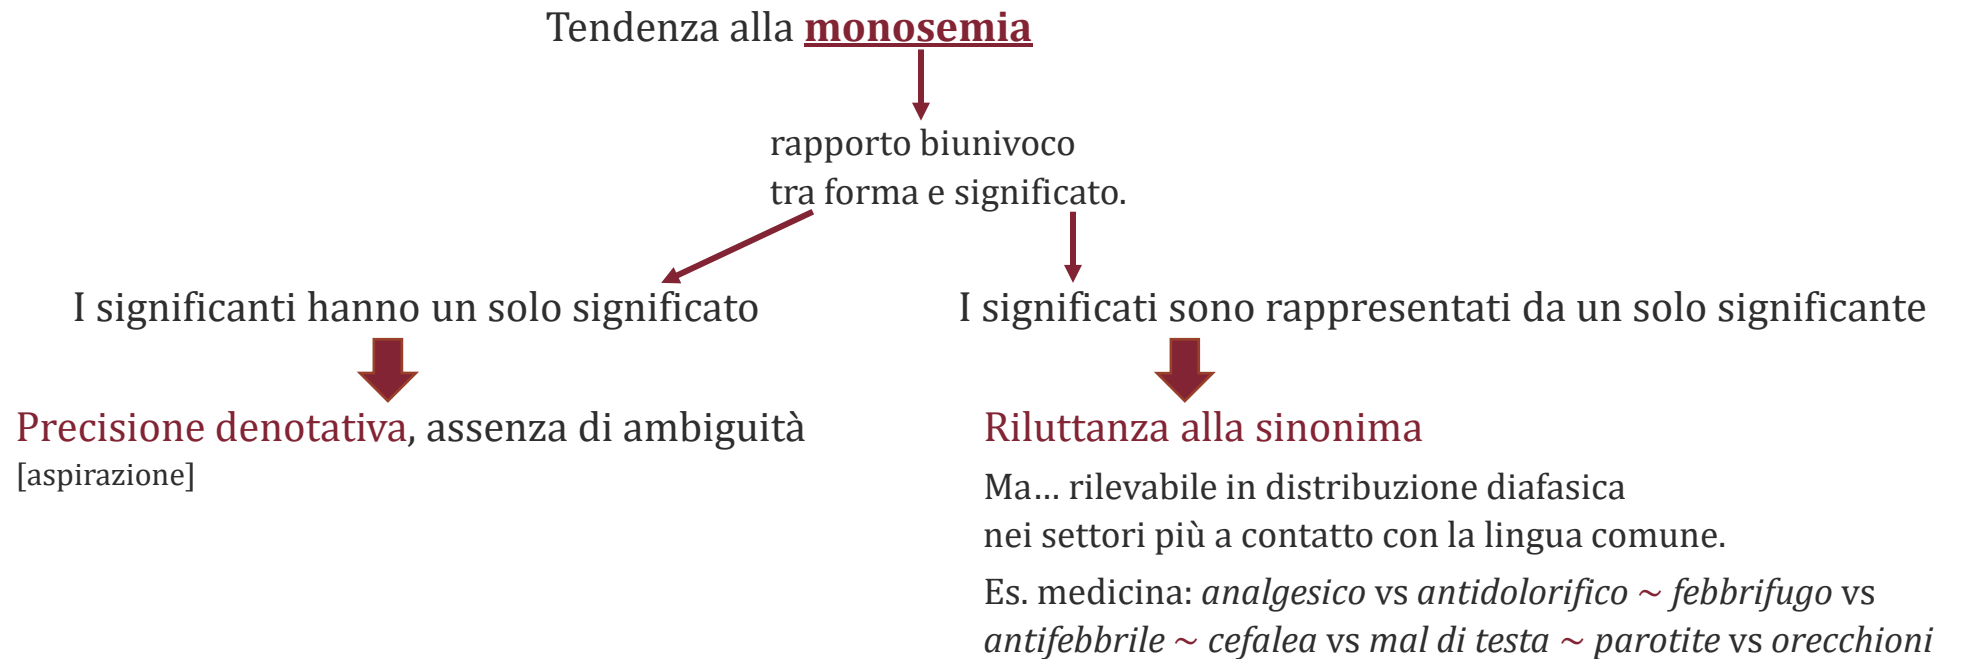 Tendenza alla monosemia
rapporto biunivoco
tra forma e significato.
I significanti hanno un solo significato
I significati sono rappresentati da un solo significante
Precisione denotativa, assenza di ambiguità
[aspirazione]
Riluttanza alla sinonima
Ma… rilevabile in distribuzione diafasica
nei settori più a contatto con la lingua comune.
Es. medicina: analgesico vs antidolorifico ~ febbrifugo vs
antifebbrile ~ cefalea vs mal di testa ~ parotite vs orecchioni